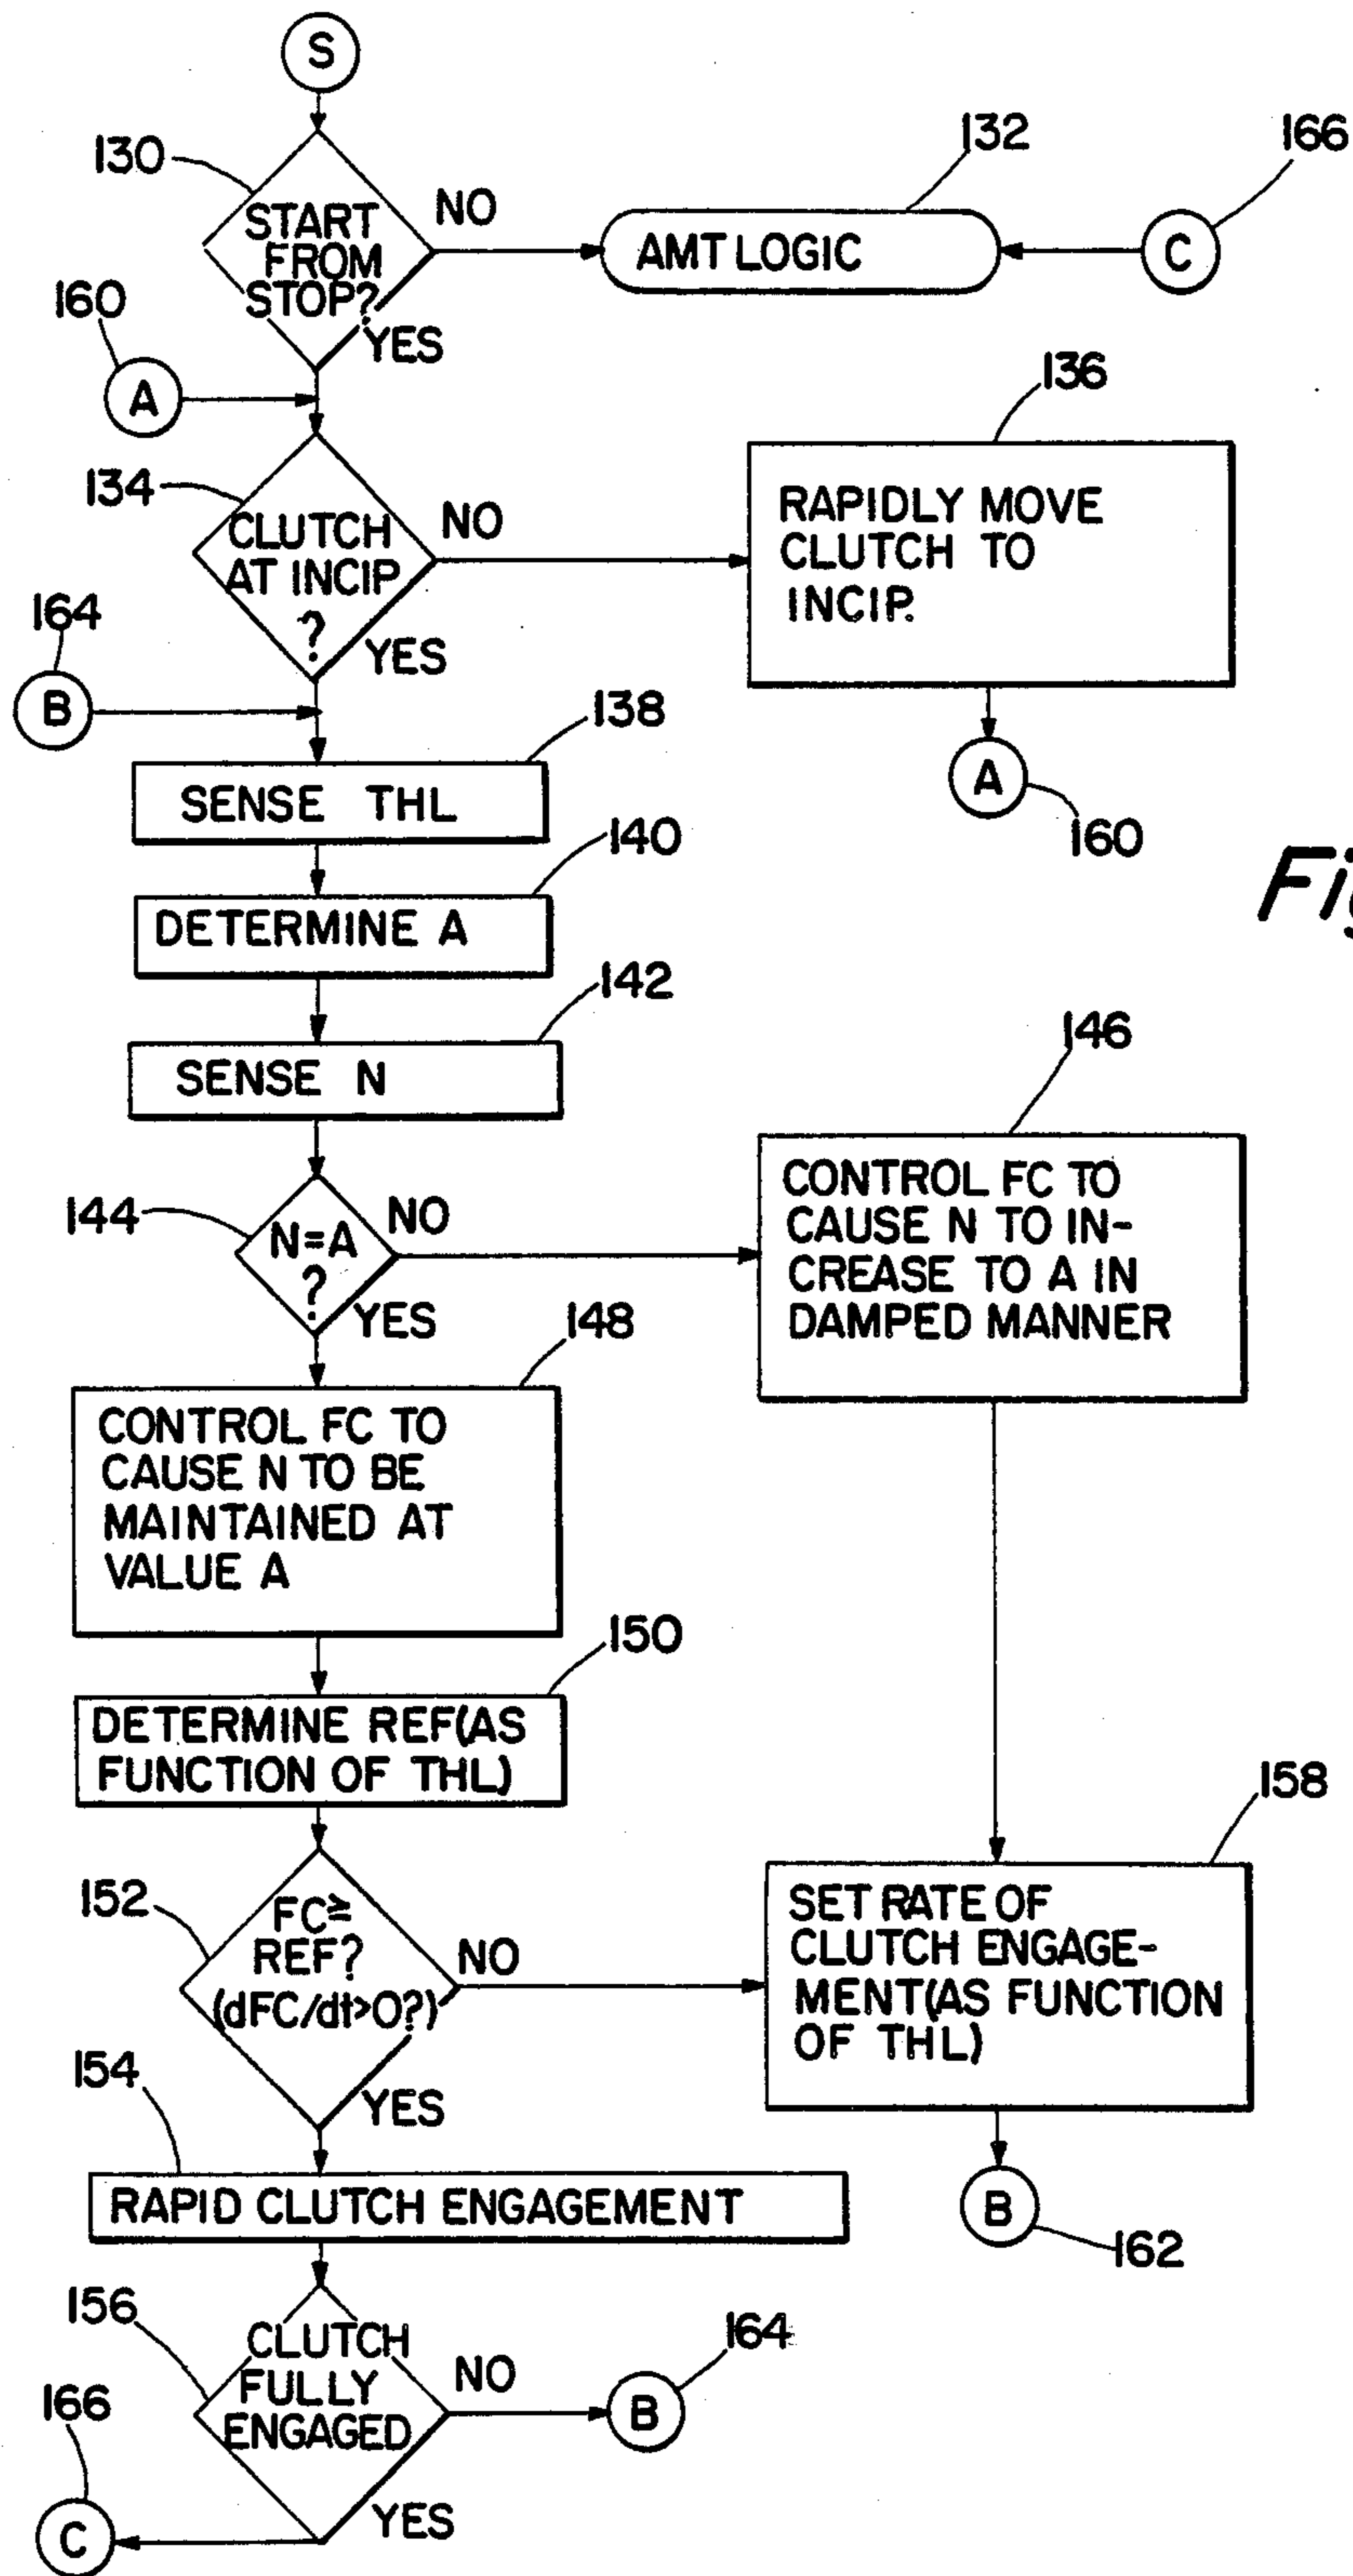 S
130
START
FROM
STOP?
NO
YES
132
AMT LOGIC
166
C
160
A
134
CLUTCH
AT INCIP
?
NO
YES
136
RAPIDLY MOVE
CLUTCH TO
INCIP.
A
160
164
B
138
SENSE THL
140
DETERMINE A
142
SENSE N
Fig
144
N=A
?
NO
YES
146
CONTROL FC TO
CAUSE N TO IN-
CREASE TO A IN
DAMPED MANNER
148
CONTROL FC TO
CAUSE N TO BE
MAINTAINED AT
VALUE A
150
DETERMINE REF(AS
FUNCTION OF THL)
152
FC≥
REF?
(dFC/dt>0?)
NO
YES
158
SET RATE OF
CLUTCH ENGAGE-
MENT(AS FUNCTION
OF THL)
B
162
154
RAPID CLUTCH ENGAGEMENT
156
CLUTCH
FULLY
ENGAGED
NO
YES
164
B
166
C